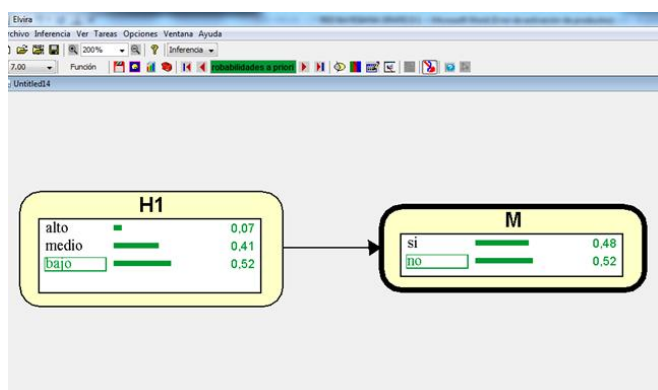 Elvira
rchivo Inferencia Ver Tareas Opciones Ventana Ayuda
200% Inferencia
7.00 Función robabilidades a priori
Untitled14
H1
alto 0,07
medio 0,41
bajo 0,52
M
si 0,48
no 0,52